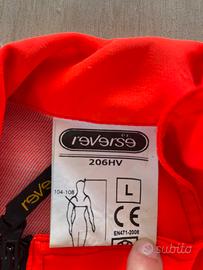 reverse
206HV
104-108
L
CE
EN471-2008
reverse
subito